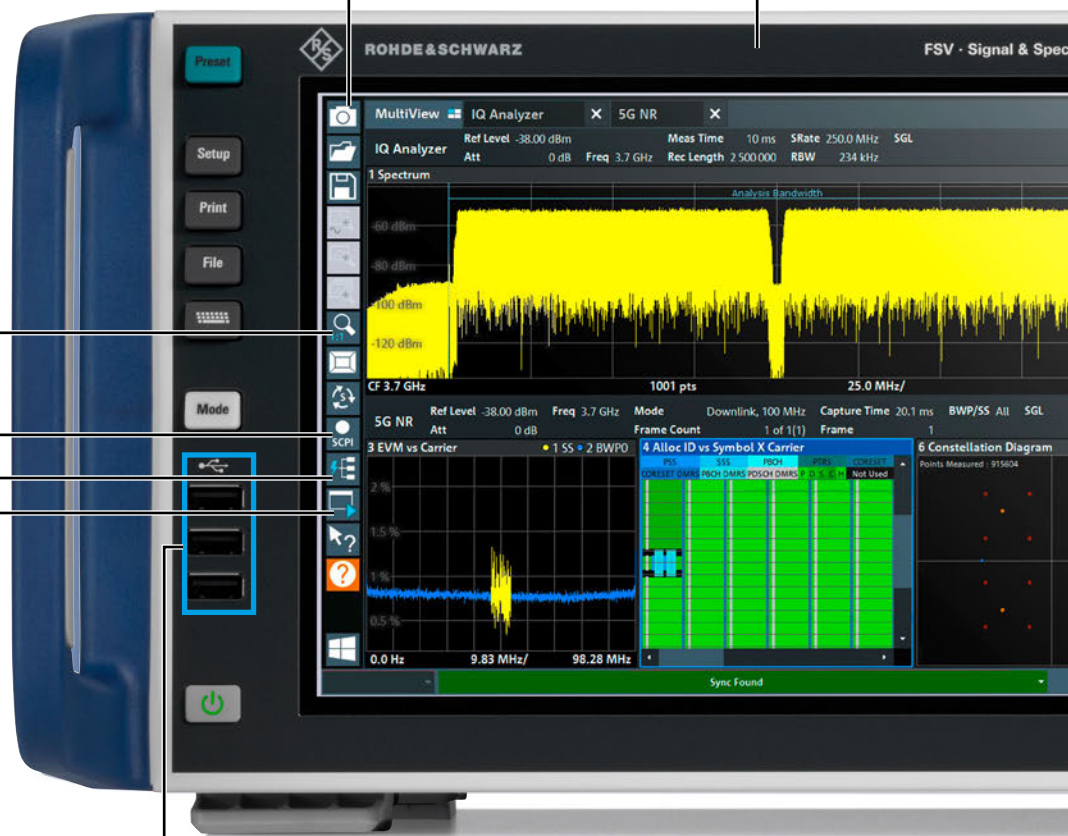 Preset
R&S
ROHDE&SCHWARZ
FSV · Signal & Spec
Setup
Print
File
Mode
MultiView IQ Analyzer X 5G NR X
IQ Analyzer
Ref Level -38.00 dBm Meas Time 10 ms SRate 250.0 MHz SGL
Att 0 dB Freq 3.7 GHz Rec Length 2 500 000 RBW 234 kHz
1 Spectrum
Analysis Bandwidth
-60 dBm
-80 dBm
-100 dBm
-120 dBm
1:1
CF 3.7 GHz 1001 pts 25.0 MHz/
5G NR
Ref Level -38.00 dBm Freq 3.7 GHz Mode Downlink, 100 MHz Capture Time 20.1 ms BWP/SS All SGL
Att 0 dB Frame Count 1 of 1(1) Frame 1
S
SCPI
3 EVM vs Carrier 1 SS 2 BWP0
2 %
1.5 %
1 %
0.5 %
0.0 Hz 9.83 MHz/ 98.28 MHz
4 Alloc ID vs Symbol X Carrier
PSS SSS PBCH PTRS CORESET
CORESET DMRS PBCH DMRS PDSCH DMRS P D S C H Not Used
6 Constellation Diagram
Points Measured : 915604
?
?
Sync Found